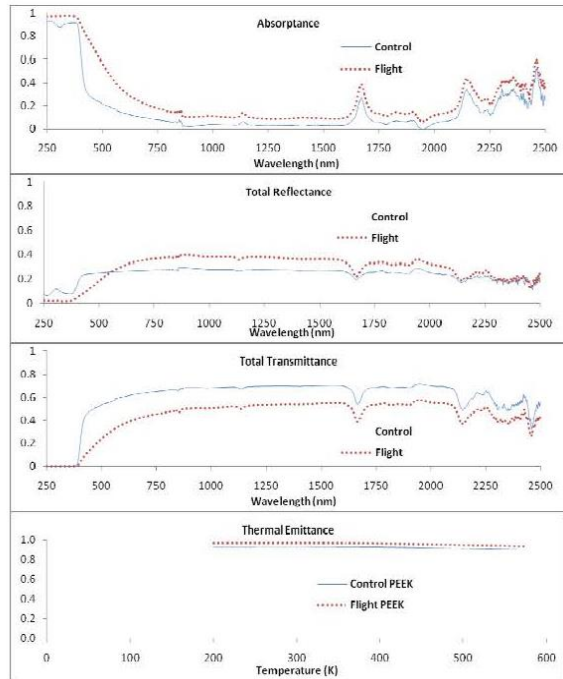 Absorptance
1
0.8
0.6
0.4
0.2
0
Control
Flight
250 500 750 1000 1250 1500 1750 2000 2250 2500
Wavelength (nm)
Total Reflectance
1
0.8
0.6
0.4
0.2
0
Control
Flight
250 500 750 1000 1250 1500 1750 2000 2250 2500
Wavelength (nm)
Total Transmittance
1
0.8
0.6
0.4
0.2
0
Control
Flight
250 500 750 1000 1250 1500 1750 2000 2250 2500
Wavelength (nm)
Thermal Emittance
1.0
0.8
0.6
0.4
0.2
0.0
Control PEEK
Flight PEEK
0 100 200 300 400 500 600
Temperature (K)